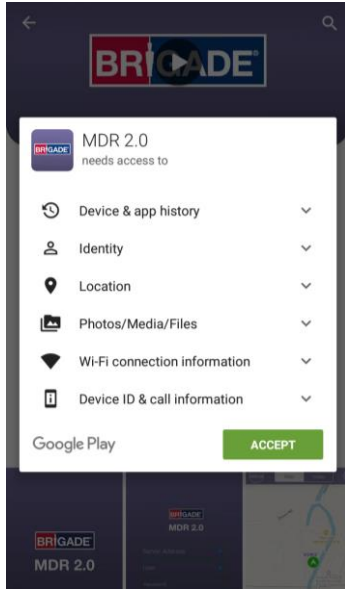 BRIGADE
BRIGADE
MDR 2.0
needs access to
Device & app history
Identity
Location
Photos/Media/Files
Wi-Fi connection information
Device ID & call information
Google Play
ACCEPT
BRIGADE
MDR 2.0
BRIGADE
MDR 2.0